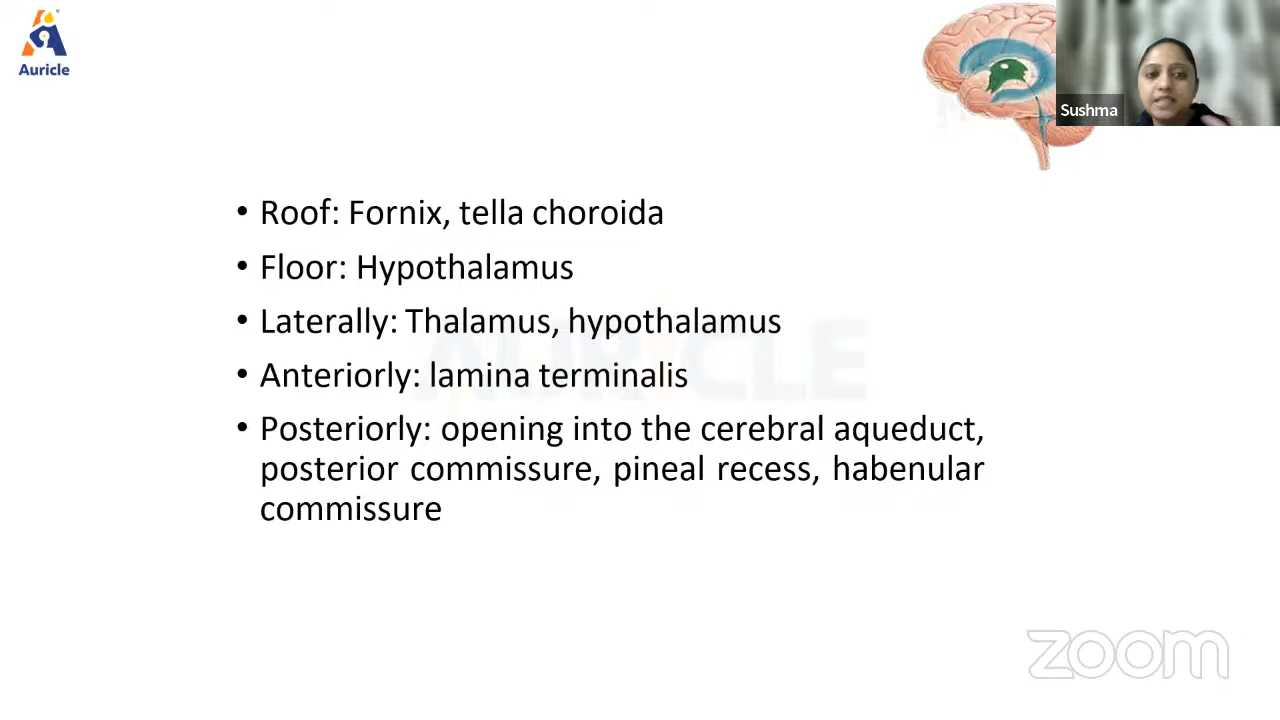 Auricle
Sushma
• Roof: Fornix, tella choroida
• Floor: Hypothalamus
• Laterally: Thalamus, hypothalamus
• Anteriorly: lamina terminalis
• Posteriorly: opening into the cerebral aqueduct,
posterior commissure, pineal recess, habenular
commissure
AURICLE
zoom